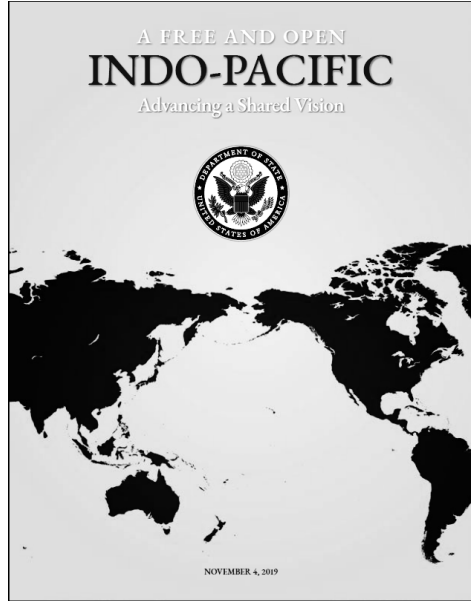 A FREE AND OPEN
INDO-PACIFIC
Advancing a Shared Vision
DEPARTMENT OF STATE
UNITED STATES OF AMERICA
NOVEMBER 4, 2019